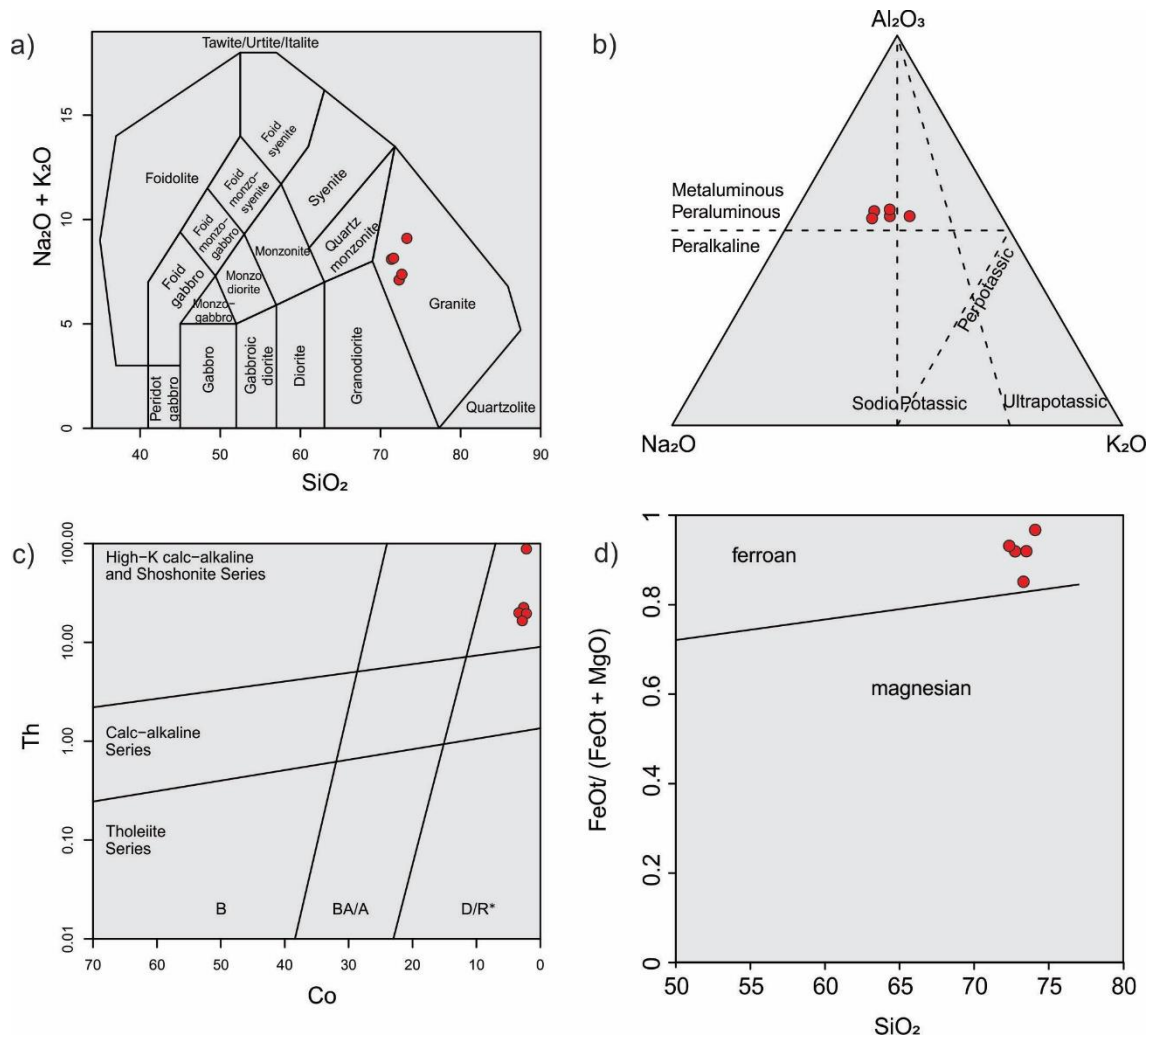 a)
Tawite/Urtite/Italite
Foidolite
Foid
syenite
Foid
monzo-
syenite
Foid
monzo-
gabbro
Foid
gabbro
Syenite
Quartz
monzonite
Monzonite
Monzo
diorite
Monzo-
gabbro
Granite
Peridot
gabbro
Gabbro
Gabbroic
diorite
Diorite
Granodiorite
Quartzolite
Na₂O + K₂O
0
5
10
15
40
50
60
70
80
90
SiO₂
b)
Al₂O₃
Metaluminous
Peraluminous
Peralkaline
Perpotassic
Sodic
Potassic
Ultrapotassic
Na₂O
K₂O
c)
High-K calc-alkaline
and Shoshonite Series
Calc-alkaline
Series
Tholeiite
Series
B
BA/A
D/R*
Th
100.00
10.00
1.00
0.10
0.01
70
60
50
40
30
20
10
0
Co
d)
ferroan
magnesian
FeOt/ (FeOt + MgO)
1
0.8
0.6
0.4
0.2
0
50
55
60
65
70
75
80
SiO₂